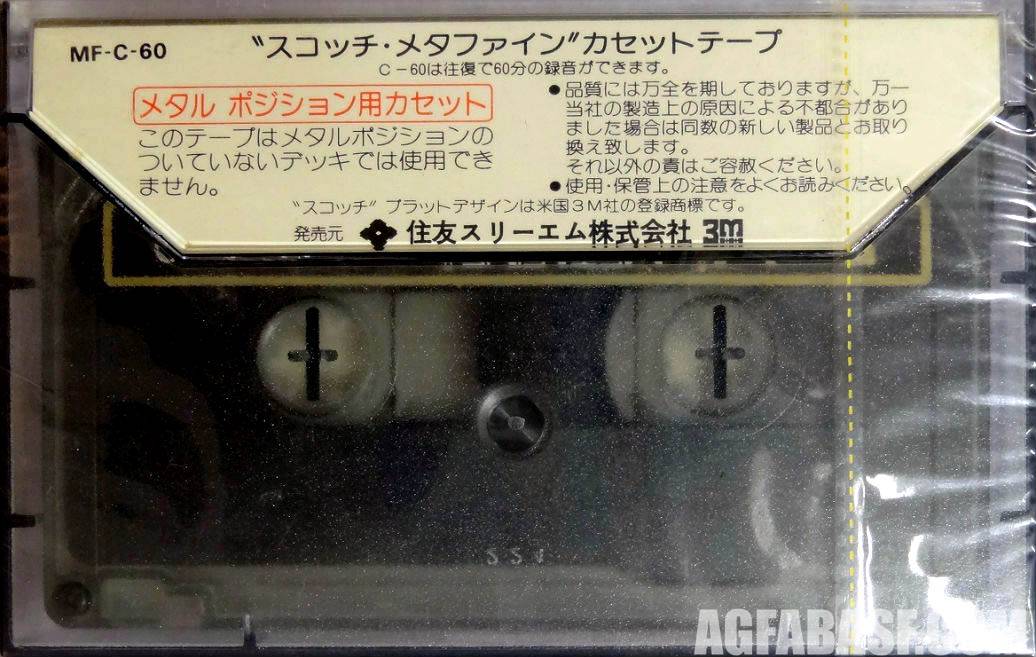 MF-C-60
“スコッチ・メタファイン”カセットテープ
C－60は往復で60分の録音ができます。
メタル ポジション用カセット
このテープはメタルポジションの
ついていないデッキでは使用でき
ません。
●品質には万全を期しておりますが、万一
当社の製造上の原因による不都合があり
ました場合は同数の新しい製品とお取り
換え致します。
それ以外の責はご容赦ください。
●使用・保管上の注意をよくお読みください。
“スコッチ” プラットデザインは米国3M社の登録商標です。
発売元 住友スリーエム株式会社 3M
AGFABASF.COM